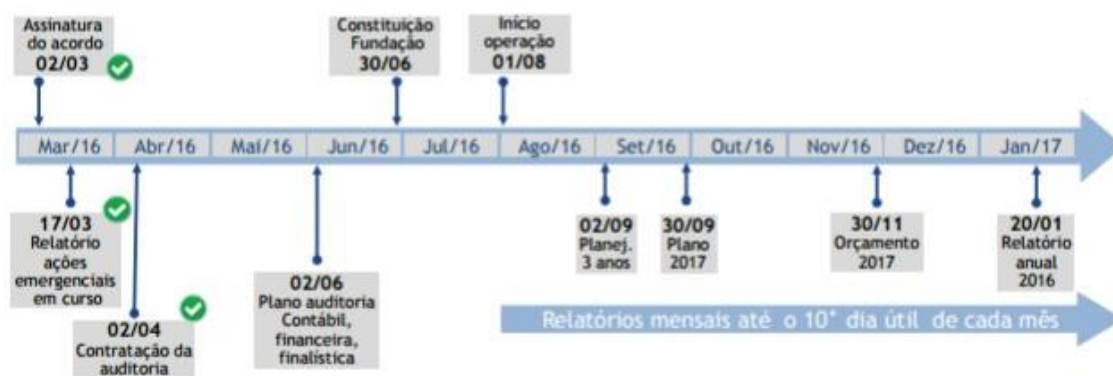 Assinatura
do acordo
02/03
Constituição
Fundação
30/06
Início
operação
01/08
Mar/16 Abr/16 Mai/16 Jun/16 Jul/16 Ago/16 Set/16 Out/16 Nov/16 Dez/16 Jan/17
17/03
Relatório
ações
emergenciais
em curso
02/04
Contratação da
auditoria
02/06
Plano auditoria
Contábil,
financeira,
finalística
02/09
Planej.
3 anos
30/09
Plano
2017
30/11
Orçamento
2017
20/01
Relatório
anual
2016
Relatórios mensais até o 10° dia útil de cada mês